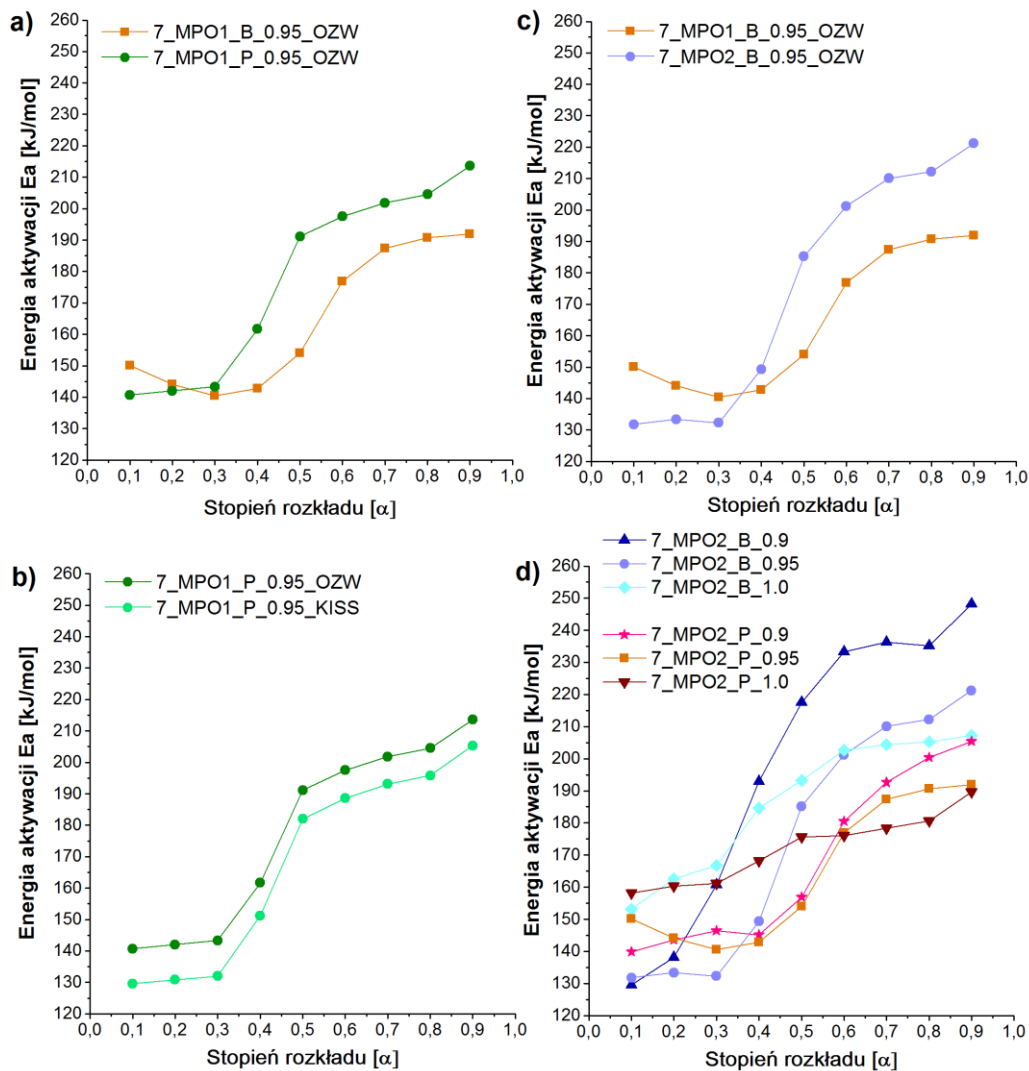 a)
7_MPO1_B_0.95_OZW
7_MPO1_P_0.95_OZW
Energia aktywacji Ea [kJ/mol]
260
250
240
230
220
210
200
190
180
170
160
150
140
130
120
0,0 0,1 0,2 0,3 0,4 0,5 0,6 0,7 0,8 0,9 1,0
Stopień rozkładu [α]
c)
7_MPO1_B_0.95_OZW
7_MPO2_B_0.95_OZW
Energia aktywacji Ea [kJ/mol]
260
250
240
230
220
210
200
190
180
170
160
150
140
130
120
0,0 0,1 0,2 0,3 0,4 0,5 0,6 0,7 0,8 0,9 1,0
Stopień rozkładu [α]
b)
7_MPO1_P_0.95_OZW
7_MPO1_P_0.95_KISS
Energia aktywacji Ea [kJ/mol]
260
250
240
230
220
210
200
190
180
170
160
150
140
130
120
0,0 0,1 0,2 0,3 0,4 0,5 0,6 0,7 0,8 0,9 1,0
Stopień rozkładu [α]
d)
7_MPO2_B_0.9
7_MPO2_B_0.95
7_MPO2_B_1.0
7_MPO2_P_0.9
7_MPO2_P_0.95
7_MPO2_P_1.0
Energia aktywacji Ea [kJ/mol]
260
250
240
230
220
210
200
190
180
170
160
150
140
130
120
0,0 0,1 0,2 0,3 0,4 0,5 0,6 0,7 0,8 0,9 1,0
Stopień rozkładu [α]